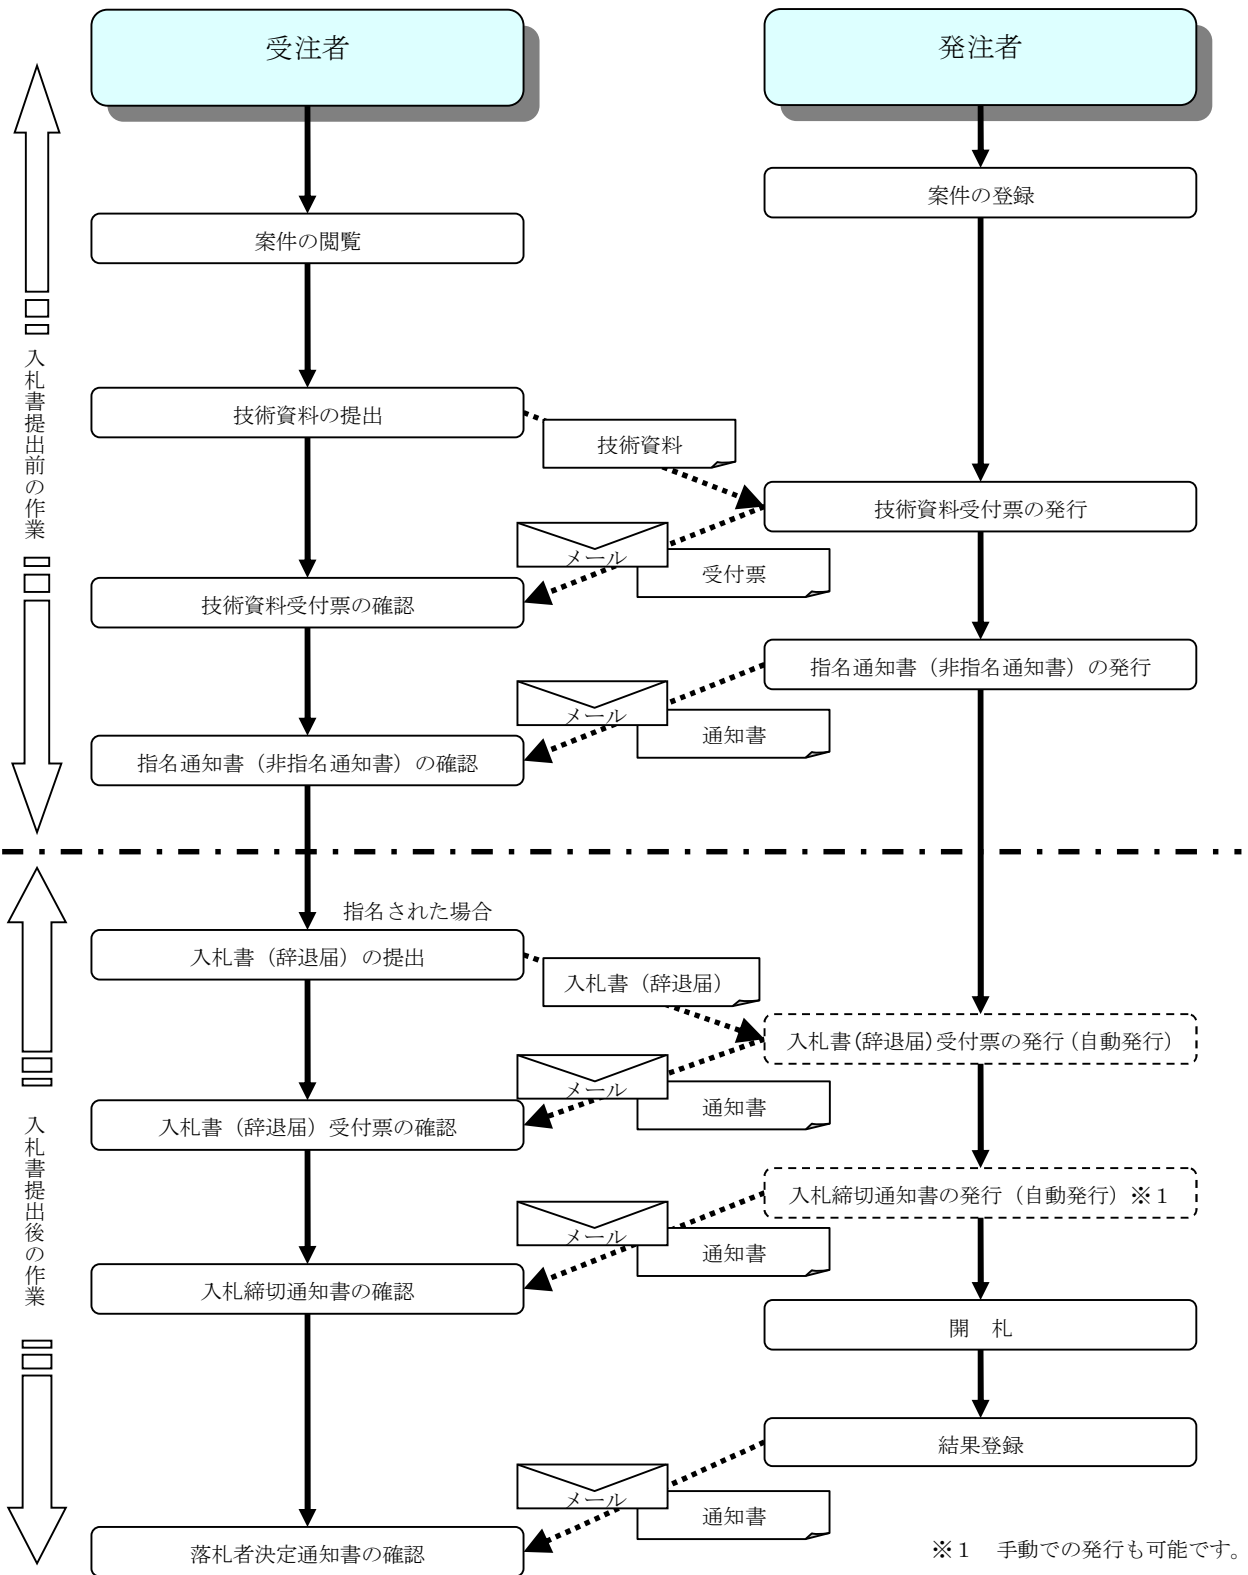 受注者
発注者
案件の登録
案件の閲覧
入札書提出前の作業
技術資料の提出
技術資料
技術資料受付票の発行
メール
受付票
技術資料受付票の確認
指名通知書（非指名通知書）の発行
メール
通知書
指名通知書（非指名通知書）の確認
指名された場合
入札書（辞退届）の提出
入札書（辞退届）
入札書(辞退届)受付票の発行(自動発行)
メール
通知書
入札書（辞退届）受付票の確認
入札書提出後の作業
入札締切通知書の発行（自動発行）※１
メール
通知書
入札締切通知書の確認
開　札
結果登録
メール
通知書
落札者決定通知書の確認
※１　手動での発行も可能です。